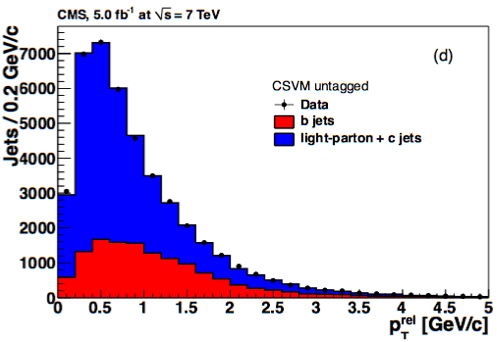 CMS, 5.0 fb⁻¹ at √s = 7 TeV
(d)
CSVM untagged
Data
b jets
light-parton + c jets
Jets / 0.2 GeV/c
7000
6000
5000
4000
3000
2000
1000
0
0 0.5 1 1.5 2 2.5 3 3.5 4 4.5 5
p_T^rel [GeV/c]